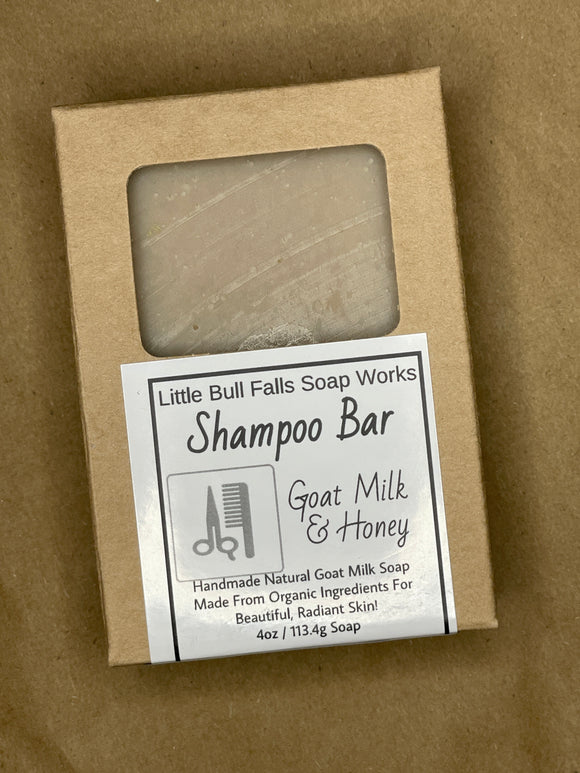 Little Bull Falls Soap Works
Shampoo Bar
Goat Milk
& Honey
Handmade Natural Goat Milk Soap
Made From Organic Ingredients For
Beautiful, Radiant Skin!
4oz / 113.4g Soap